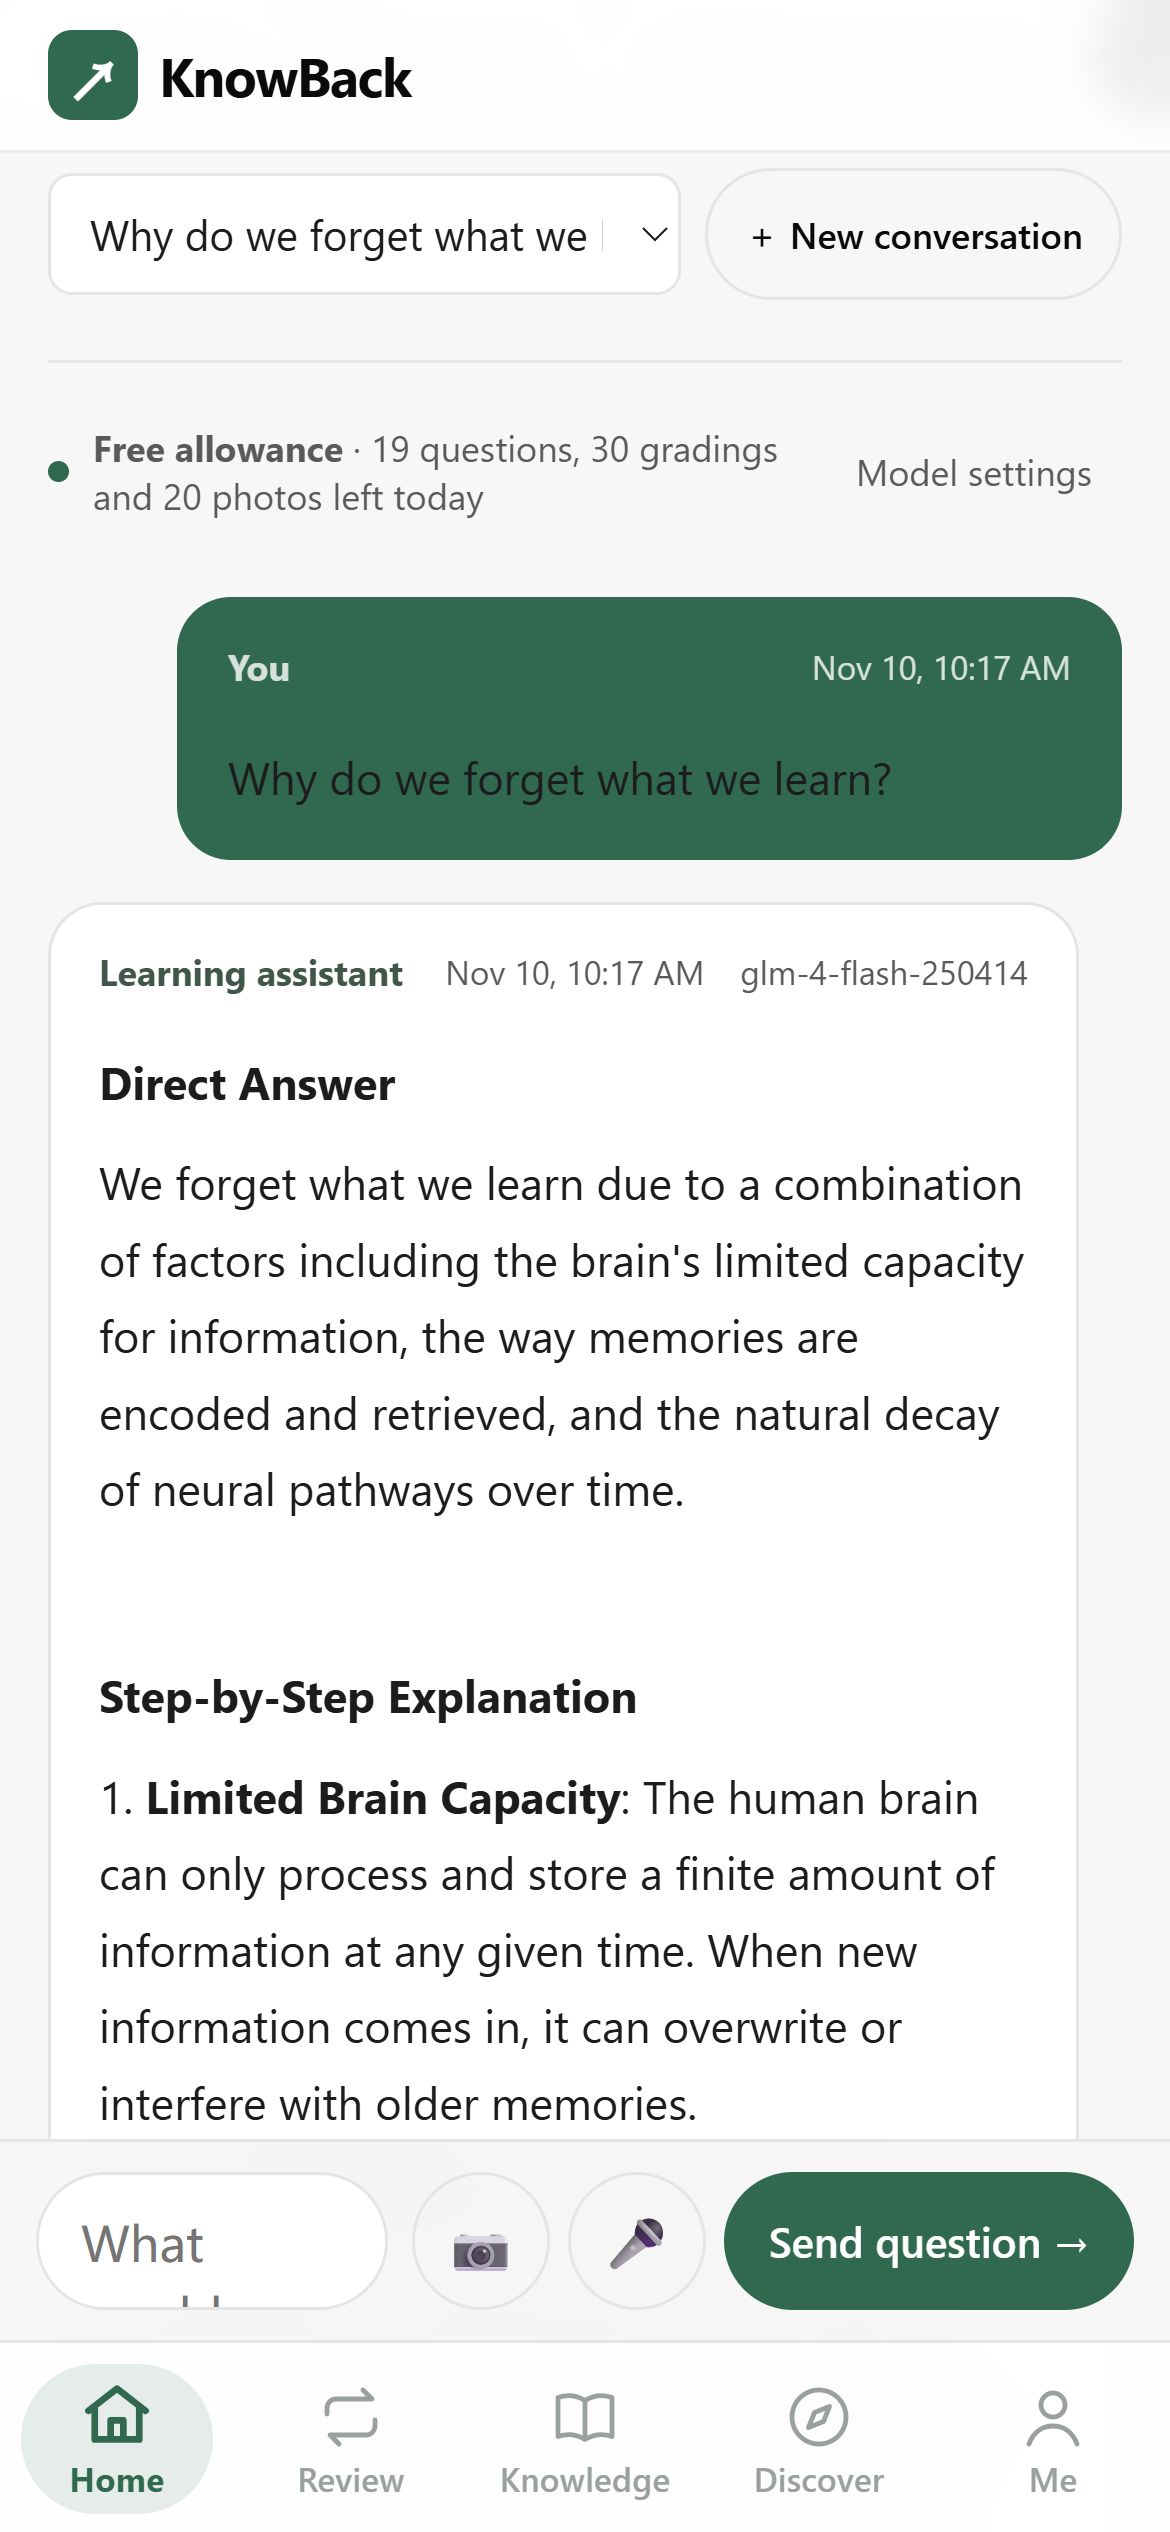 KnowBack
Why do we forget what we
+ New conversation
Free allowance · 19 questions, 30 gradings
and 20 photos left today
Model settings
You
Nov 10, 10:17 AM
Why do we forget what we learn?
Learning assistant
Nov 10, 10:17 AM
glm-4-flash-250414
Direct Answer
We forget what we learn due to a combination
of factors including the brain's limited capacity
for information, the way memories are
encoded and retrieved, and the natural decay
of neural pathways over time.
Step-by-Step Explanation
1. Limited Brain Capacity: The human brain
can only process and store a finite amount of
information at any given time. When new
information comes in, it can overwrite or
interfere with older memories.
What
Send question →
Home
Review
Knowledge
Discover
Me